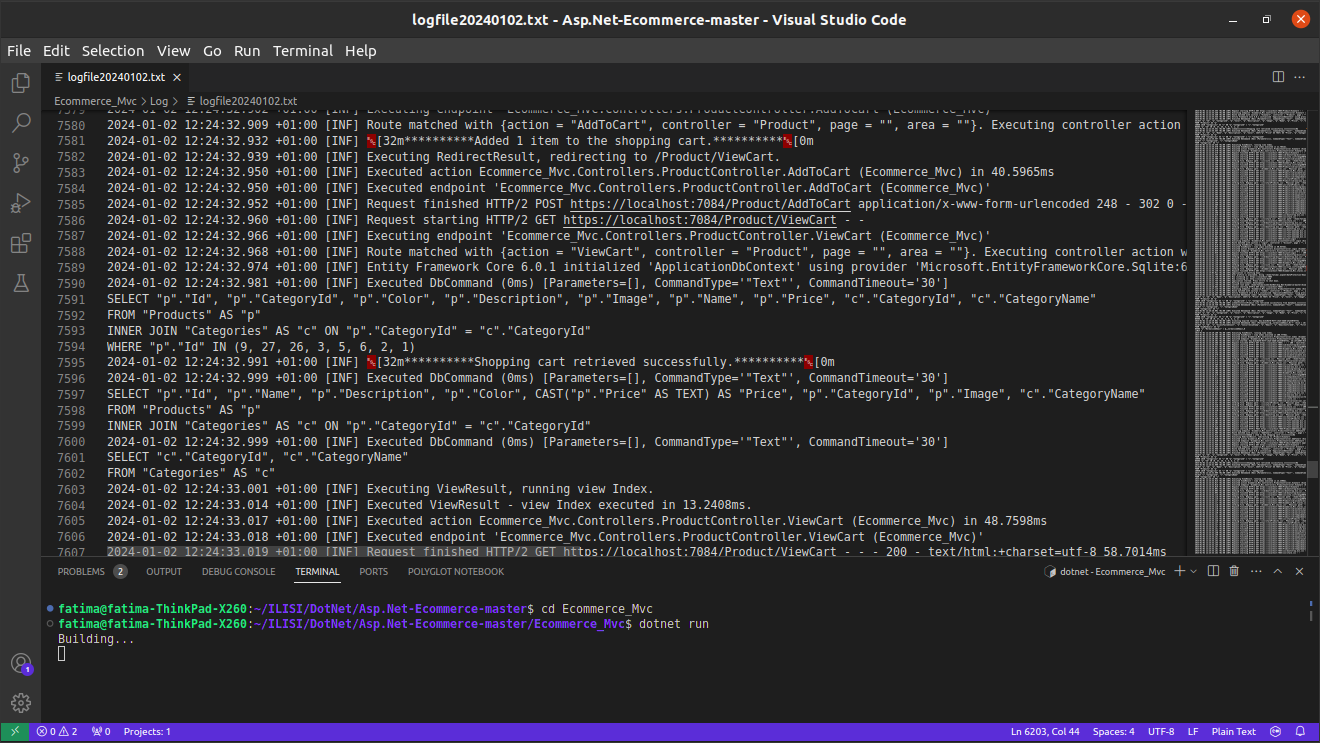 logfile20240102.txt - Asp.Net-Ecommerce-master - Visual Studio Code
File Edit Selection View Go Run Terminal Help
logfile20240102.txt
Ecommerce_Mvc > Log > logfile20240102.txt
7579 2024-01-02 12:24:32.902 +01:00 [INF] Executing endpoint 'Ecommerce_Mvc.Controllers.ProductController.AddToCart (Ecommerce_Mvc)'
7580 2024-01-02 12:24:32.909 +01:00 [INF] Route matched with {action = "AddToCart", controller = "Product", page = "", area = ""}. Executing controller action
7581 2024-01-02 12:24:32.932 +01:00 [INF] [32m**********Added 1 item to the shopping cart.**********[0m
7582 2024-01-02 12:24:32.939 +01:00 [INF] Executing RedirectResult, redirecting to /Product/ViewCart.
7583 2024-01-02 12:24:32.950 +01:00 [INF] Executed action Ecommerce_Mvc.Controllers.ProductController.AddToCart (Ecommerce_Mvc) in 40.5965ms
7584 2024-01-02 12:24:32.950 +01:00 [INF] Executed endpoint 'Ecommerce_Mvc.Controllers.ProductController.AddToCart (Ecommerce_Mvc)'
7585 2024-01-02 12:24:32.952 +01:00 [INF] Request finished HTTP/2 POST https://localhost:7084/Product/AddToCart application/x-www-form-urlencoded 248 - 302 0 -
7586 2024-01-02 12:24:32.960 +01:00 [INF] Request starting HTTP/2 GET https://localhost:7084/Product/ViewCart - -
7587 2024-01-02 12:24:32.966 +01:00 [INF] Executing endpoint 'Ecommerce_Mvc.Controllers.ProductController.ViewCart (Ecommerce_Mvc)'
7588 2024-01-02 12:24:32.968 +01:00 [INF] Route matched with {action = "ViewCart", controller = "Product", page = "", area = ""}. Executing controller action w
7589 2024-01-02 12:24:32.974 +01:00 [INF] Entity Framework Core 6.0.1 initialized 'ApplicationDbContext' using provider 'Microsoft.EntityFrameworkCore.Sqlite:6
7590 2024-01-02 12:24:32.981 +01:00 [INF] Executed DbCommand (0ms) [Parameters=[], CommandType='"Text"', CommandTimeout='30']
7591 SELECT "p"."Id", "p"."CategoryId", "p"."Color", "p"."Description", "p"."Image", "p"."Name", "p"."Price", "c"."CategoryId", "c"."CategoryName"
7592 FROM "Products" AS "p"
7593 INNER JOIN "Categories" AS "c" ON "p"."CategoryId" = "c"."CategoryId"
7594 WHERE "p"."Id" IN (9, 27, 26, 3, 5, 6, 2, 1)
7595 2024-01-02 12:24:32.991 +01:00 [INF] [32m**********Shopping cart retrieved successfully.**********[0m
7596 2024-01-02 12:24:32.999 +01:00 [INF] Executed DbCommand (0ms) [Parameters=[], CommandType='"Text"', CommandTimeout='30']
7597 SELECT "p"."Id", "p"."Name", "p"."Description", "p"."Color", CAST("p"."Price" AS TEXT) AS "Price", "p"."CategoryId", "p"."Image", "c"."CategoryName"
7598 FROM "Products" AS "p"
7599 INNER JOIN "Categories" AS "c" ON "p"."CategoryId" = "c"."CategoryId"
7600 2024-01-02 12:24:32.999 +01:00 [INF] Executed DbCommand (0ms) [Parameters=[], CommandType='"Text"', CommandTimeout='30']
7601 SELECT "c"."CategoryId", "c"."CategoryName"
7602 FROM "Categories" AS "c"
7603 2024-01-02 12:24:33.001 +01:00 [INF] Executing ViewResult, running view Index.
7604 2024-01-02 12:24:33.014 +01:00 [INF] Executed ViewResult - view Index executed in 13.2408ms.
7605 2024-01-02 12:24:33.017 +01:00 [INF] Executed action Ecommerce_Mvc.Controllers.ProductController.ViewCart (Ecommerce_Mvc) in 48.7598ms
7606 2024-01-02 12:24:33.018 +01:00 [INF] Executed endpoint 'Ecommerce_Mvc.Controllers.ProductController.ViewCart (Ecommerce_Mvc)'
7607 2024-01-02 12:24:33.019 +01:00 [INF] Request finished HTTP/2 GET https://localhost:7084/Product/ViewCart - - - 200 - text/html;+charset=utf-8 58.7014ms
PROBLEMS 2 OUTPUT DEBUG CONSOLE TERMINAL PORTS POLYGLOT NOTEBOOK dotnet - Ecommerce_Mvc
fatima@fatima-ThinkPad-X260:~/ILISI/DotNet/Asp.Net-Ecommerce-master$ cd Ecommerce_Mvc
fatima@fatima-ThinkPad-X260:~/ILISI/DotNet/Asp.Net-Ecommerce-master/Ecommerce_Mvc$ dotnet run
Building...
1
0 2 0 Projects: 1 Ln 6203, Col 44 Spaces: 4 UTF-8 LF Plain Text